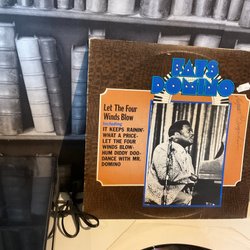 FATS
DOMINO
Let The Four
Winds Blow
including:
IT KEEPS RAININ'-
WHAT A PRICE-
LET THE FOUR
WINDS BLOW-
HUM DIDDY DOO-
DANCE WITH MR.
DOMINO